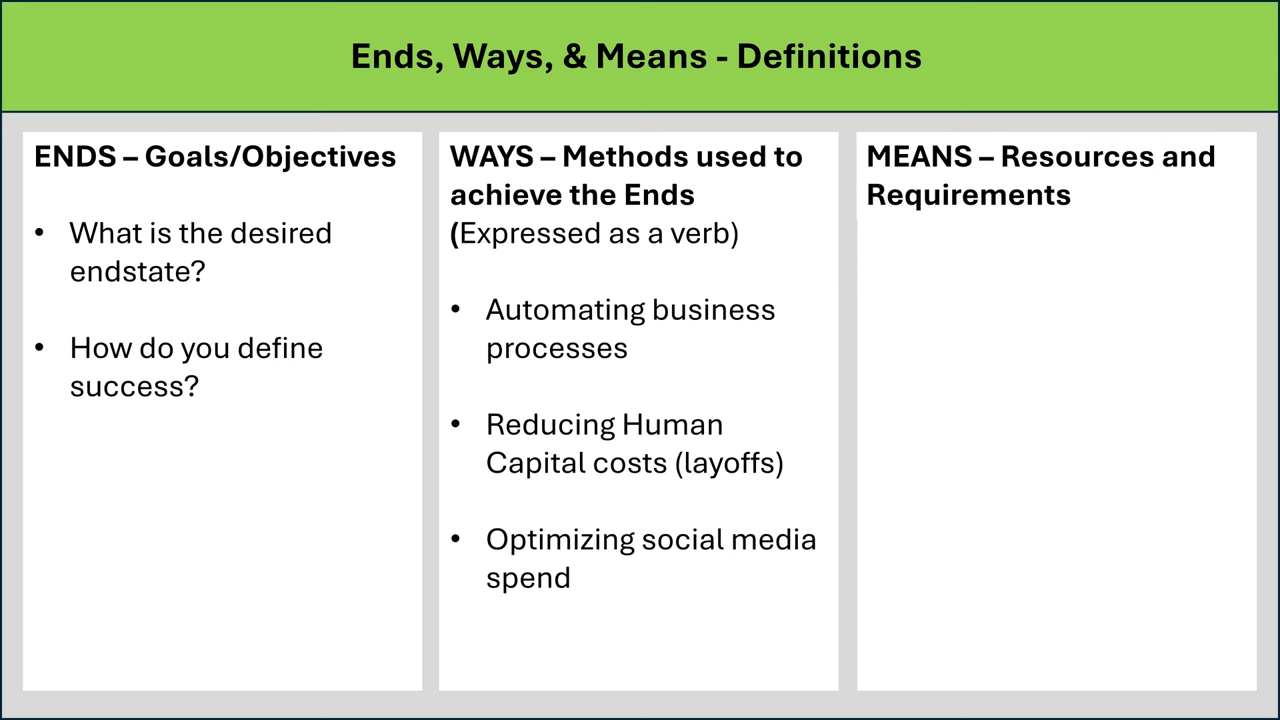 Ends, Ways, & Means - Definitions
ENDS – Goals/Objectives
• What is the desired
endstate?
• How do you define
success?
WAYS – Methods used to
achieve the Ends
(Expressed as a verb)
• Automating business
processes
• Reducing Human
Capital costs (layoffs)
• Optimizing social media
spend
MEANS – Resources and
Requirements